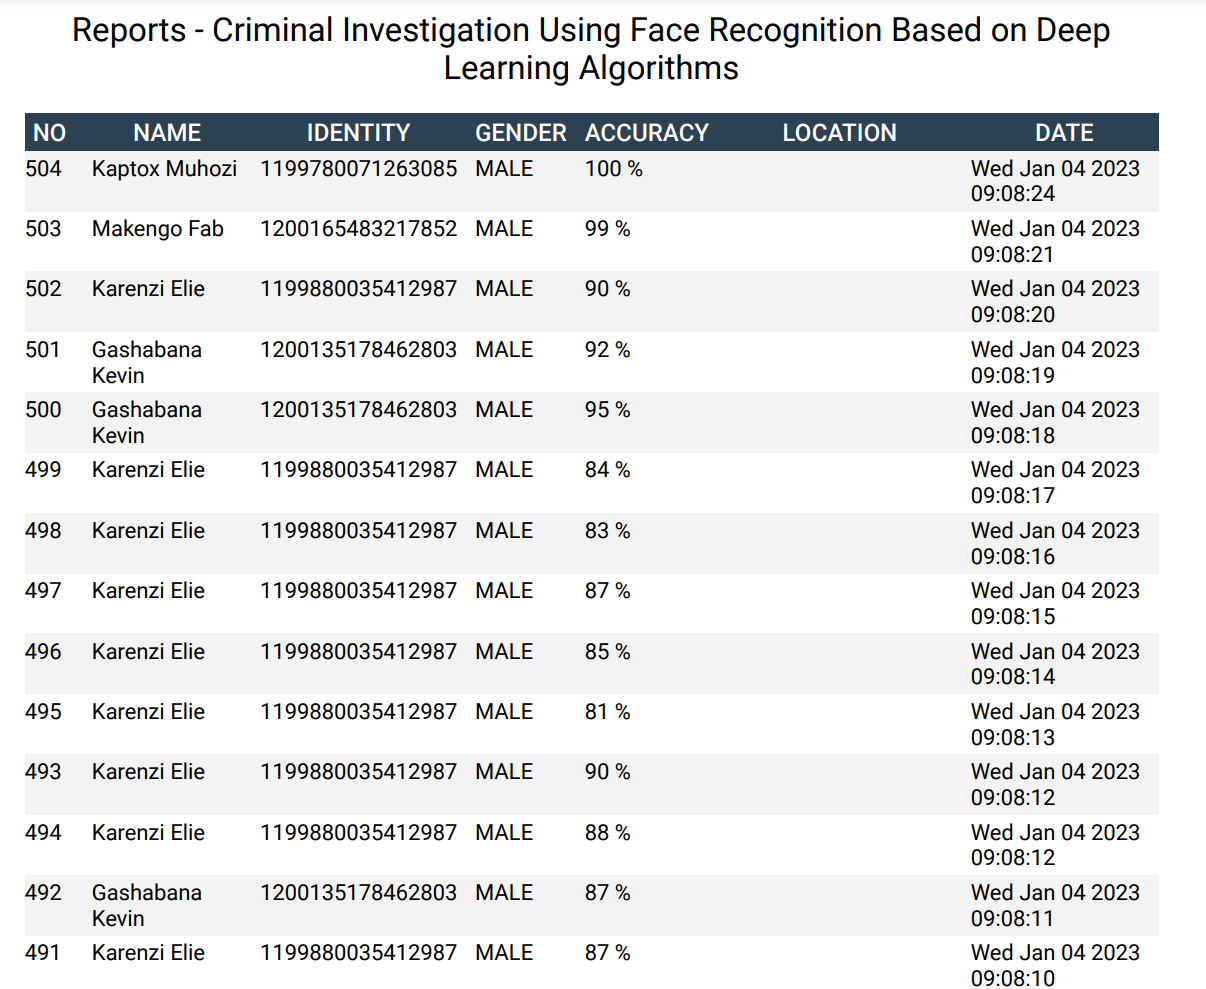 Reports - Criminal Investigation Using Face Recognition Based on Deep
Learning Algorithms
NO NAME IDENTITY GENDER ACCURACY LOCATION DATE
504 Kaptox Muhozi 1199780071263085 MALE 100 % Wed Jan 04 2023
09:08:24
503 Makengo Fab 1200165483217852 MALE 99 % Wed Jan 04 2023
09:08:21
502 Karenzi Elie 1199880035412987 MALE 90 % Wed Jan 04 2023
09:08:20
501 Gashabana 1200135178462803 MALE 92 % Wed Jan 04 2023
Kevin 09:08:19
500 Gashabana 1200135178462803 MALE 95 % Wed Jan 04 2023
Kevin 09:08:18
499 Karenzi Elie 1199880035412987 MALE 84 % Wed Jan 04 2023
09:08:17
498 Karenzi Elie 1199880035412987 MALE 83 % Wed Jan 04 2023
09:08:16
497 Karenzi Elie 1199880035412987 MALE 87 % Wed Jan 04 2023
09:08:15
496 Karenzi Elie 1199880035412987 MALE 85 % Wed Jan 04 2023
09:08:14
495 Karenzi Elie 1199880035412987 MALE 81 % Wed Jan 04 2023
09:08:13
493 Karenzi Elie 1199880035412987 MALE 90 % Wed Jan 04 2023
09:08:12
494 Karenzi Elie 1199880035412987 MALE 88 % Wed Jan 04 2023
09:08:12
492 Gashabana 1200135178462803 MALE 87 % Wed Jan 04 2023
Kevin 09:08:11
491 Karenzi Elie 1199880035412987 MALE 87 % Wed Jan 04 2023
09:08:10